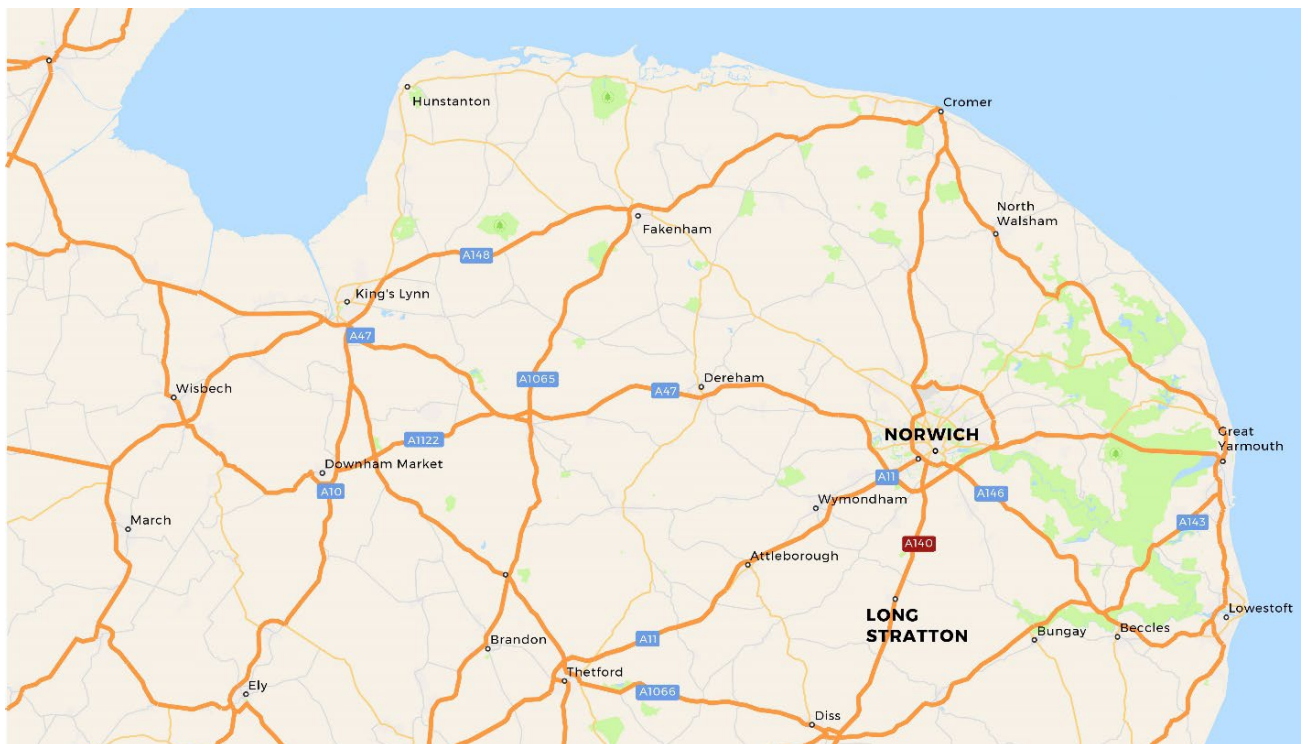 Hunstanton
Cromer
North
Walsham
Fakenham
A148
King's Lynn
A47
A1065
Dereham
A47
Wisbech
A1122
NORWICH
Great
Yarmouth
Downham Market
A11
A10
A146
Wymondham
March
A143
A140
Attleborough
LONG
STRATTON
Lowestoft
Brandon
A11
Bungay
Beccles
Thetford
Ely
A1066
Diss